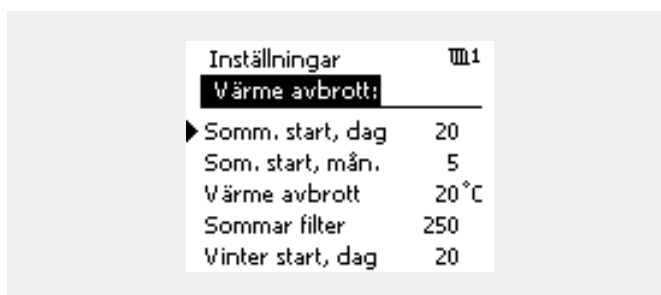 Inställningar 1
Värme avbrott:
Somm. start, dag 20
Som. start, mån. 5
Värme avbrott 20°C
Sommar filter 250
Vinter start, dag 20